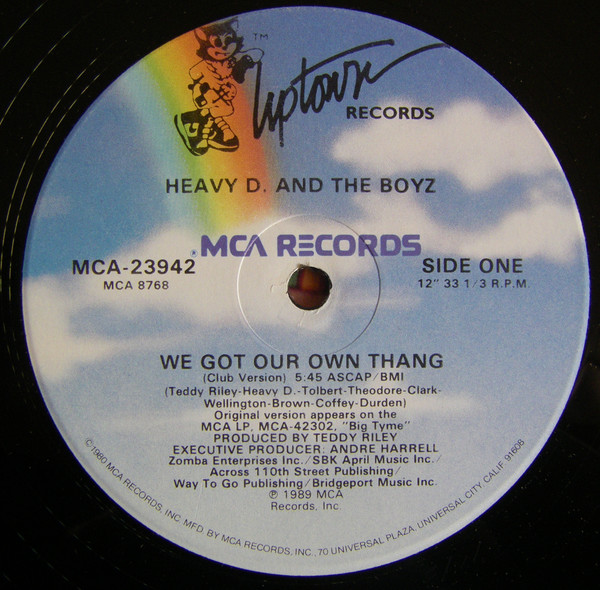 Uptown TM
RECORDS
HEAVY D. AND THE BOYZ
MCA RECORDS
MCA-23942
MCA 8768
SIDE ONE
12" 33 1/3 R.P.M.
WE GOT OUR OWN THANG
(Club Version) 5:45 ASCAP/BMI
(Teddy Riley-Heavy D.-Tolbert-Theodore-Clark-
Wellington-Brown-Coffey-Durden)
Original version appears on the
MCA LP, MCA-42302, "Big Tyme"
PRODUCED BY TEDDY RILEY
EXECUTIVE PRODUCER: ANDRE HARRELL
Zomba Enterprises Inc./SBK April Music Inc./
Across 110th Street Publishing/
Way To Go Publishing/Bridgeport Music Inc.
℗ 1989 MCA
Records, Inc.
©1980 MCA RECORDS, INC. MFD. BY MCA RECORDS, INC., 70 UNIVERSAL PLAZA, UNIVERSAL CITY, CALIF. 91608